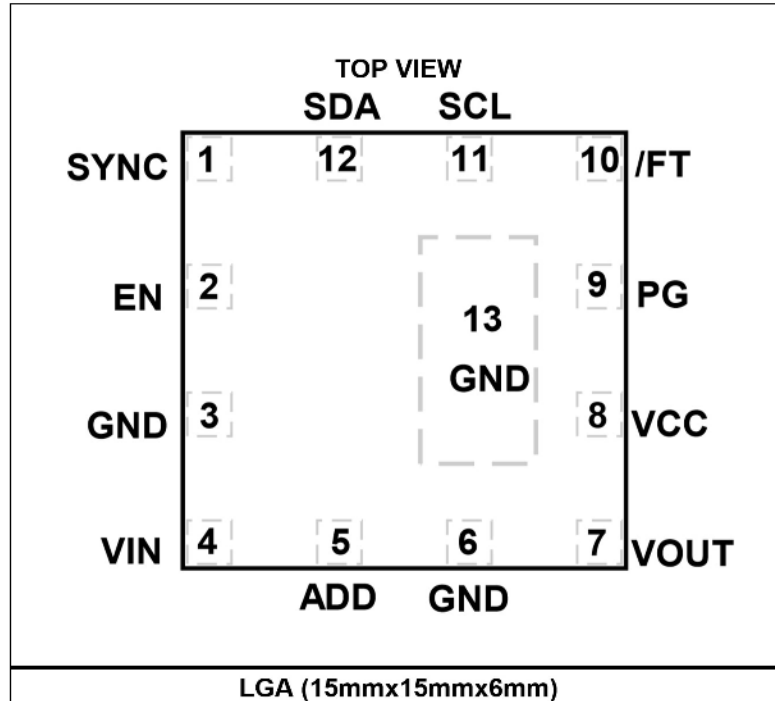 TOP VIEW
SDA SCL
SYNC 1 12 11 10 /FT
EN 2 9 PG
13
GND
GND 3 8 VCC
VIN 4 5 6 7 VOUT
ADD GND
LGA (15mmx15mmx6mm)